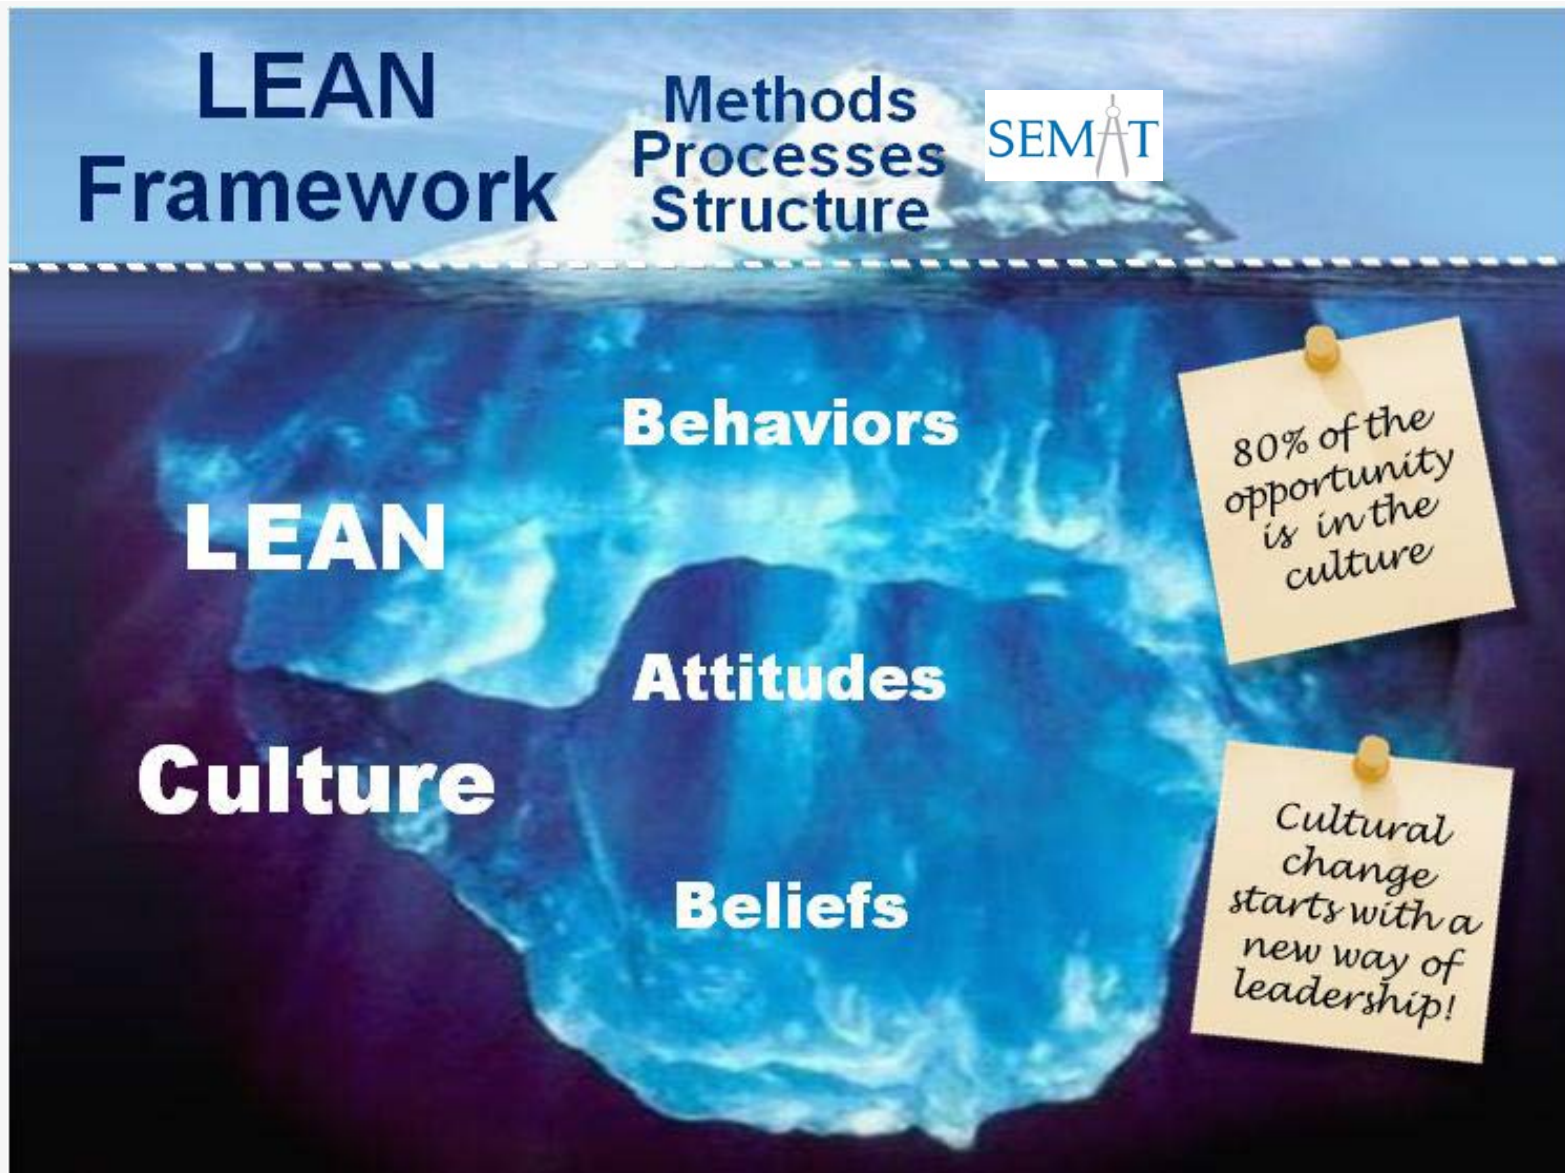 LEAN
Framework
Methods
Processes
Structure
SEMAT
Behaviors
LEAN
Attitudes
Culture
Beliefs
80% of the
opportunity
is in the
culture
Cultural
change
starts with a
new way of
leadership!